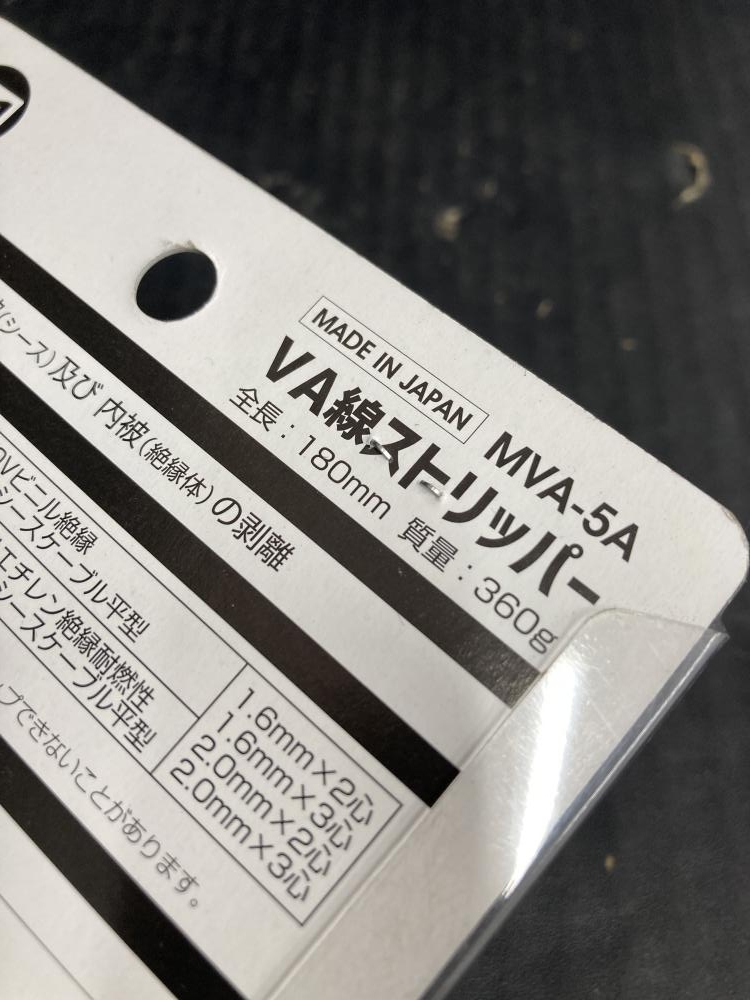 MADE IN JAPAN MVA-5A
VA線ストリッパー
全長：180mm 質量：360g
(シース)及び内被(絶縁体)の剥離
Vビニル絶縁
シースケーブル平型
エチレン絶縁耐燃性
シースケーブル平型
1.6mm×2心
1.6mm×3心
2.0mm×2心
2.0mm×3心
プできないことがあります。